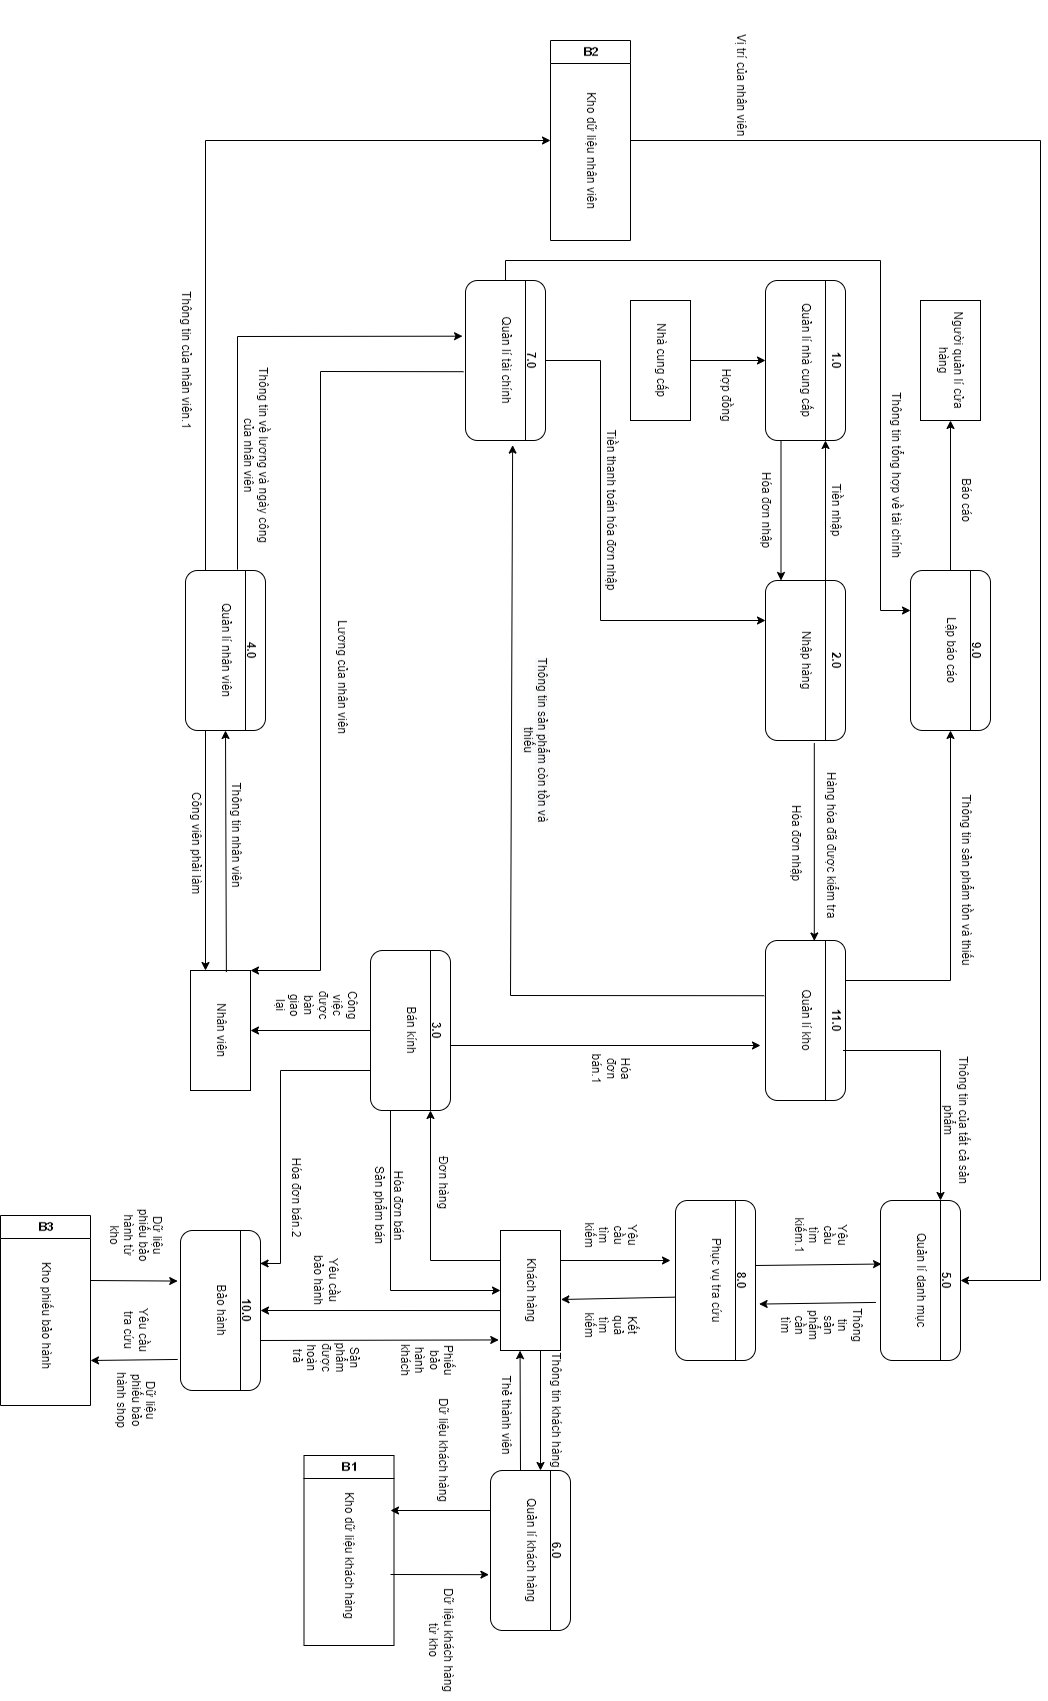 B2
Kho dữ liệu nhân viên
Vị trí của nhân viên
Thông tin của nhân viên.1
7.0
Quản lí tài chính
1.0
Quản lí nhà cung cấp
Nhà cung cấp
Hợp đồng
Người quản lí cửa
hàng
Báo cáo
Thông tin tổng hợp về tài chính
Thông tin về lương và ngày công
của nhân viên
Tiền thanh toán hóa đơn nhập
Hóa đơn nhập
Tiền nhập
4.0
Quản lí nhân viên
2.0
Nhập hàng
9.0
Lập báo cáo
Lương của nhân viên
Thông tin sản phẩm còn tồn và
thiếu
Thông tin nhân viên
Công viên phải làm
Hàng hóa đã được kiểm tra
Hóa đơn nhập
Thông tin sản phẩm tồn và thiếu
Nhân viên
Công
việc
được
bán
giao
lại
3.0
Bán kính
Hóa
đơn
bán.1
11.0
Quản lí kho
Thông tin của tất cả sản
phẩm
Đơn hàng
Hóa đơn bán
Sản phẩm bán
Hóa đơn bán.2
Yêu cầu
bảo hành
Khách hàng
Yêu
cầu
tìm
kiếm
Kết
quả
tìm
kiếm
8.0
Phục vụ tra cứu
Yêu
cầu
tìm
kiếm.1
Thông
tin
sản
phẩm
cần
tìm
5.0
Quản lí danh mục
B3
Kho phiếu bảo hành
Dữ liệu
phiếu bảo
hành từ
kho
Yêu cầu
tra cứu
Dữ liệu
phiếu bảo
hành shop
10.0
Bảo hành
Phiếu
bảo
hành
khách
Sản
phẩm
được
hoàn
trả
Thông tin khách hàng
Thẻ thành viên
Dữ liệu khách hàng
B1
Kho dữ liệu khách hàng
6.0
Quản lí khách hàng
Dữ liệu khách hàng
từ kho